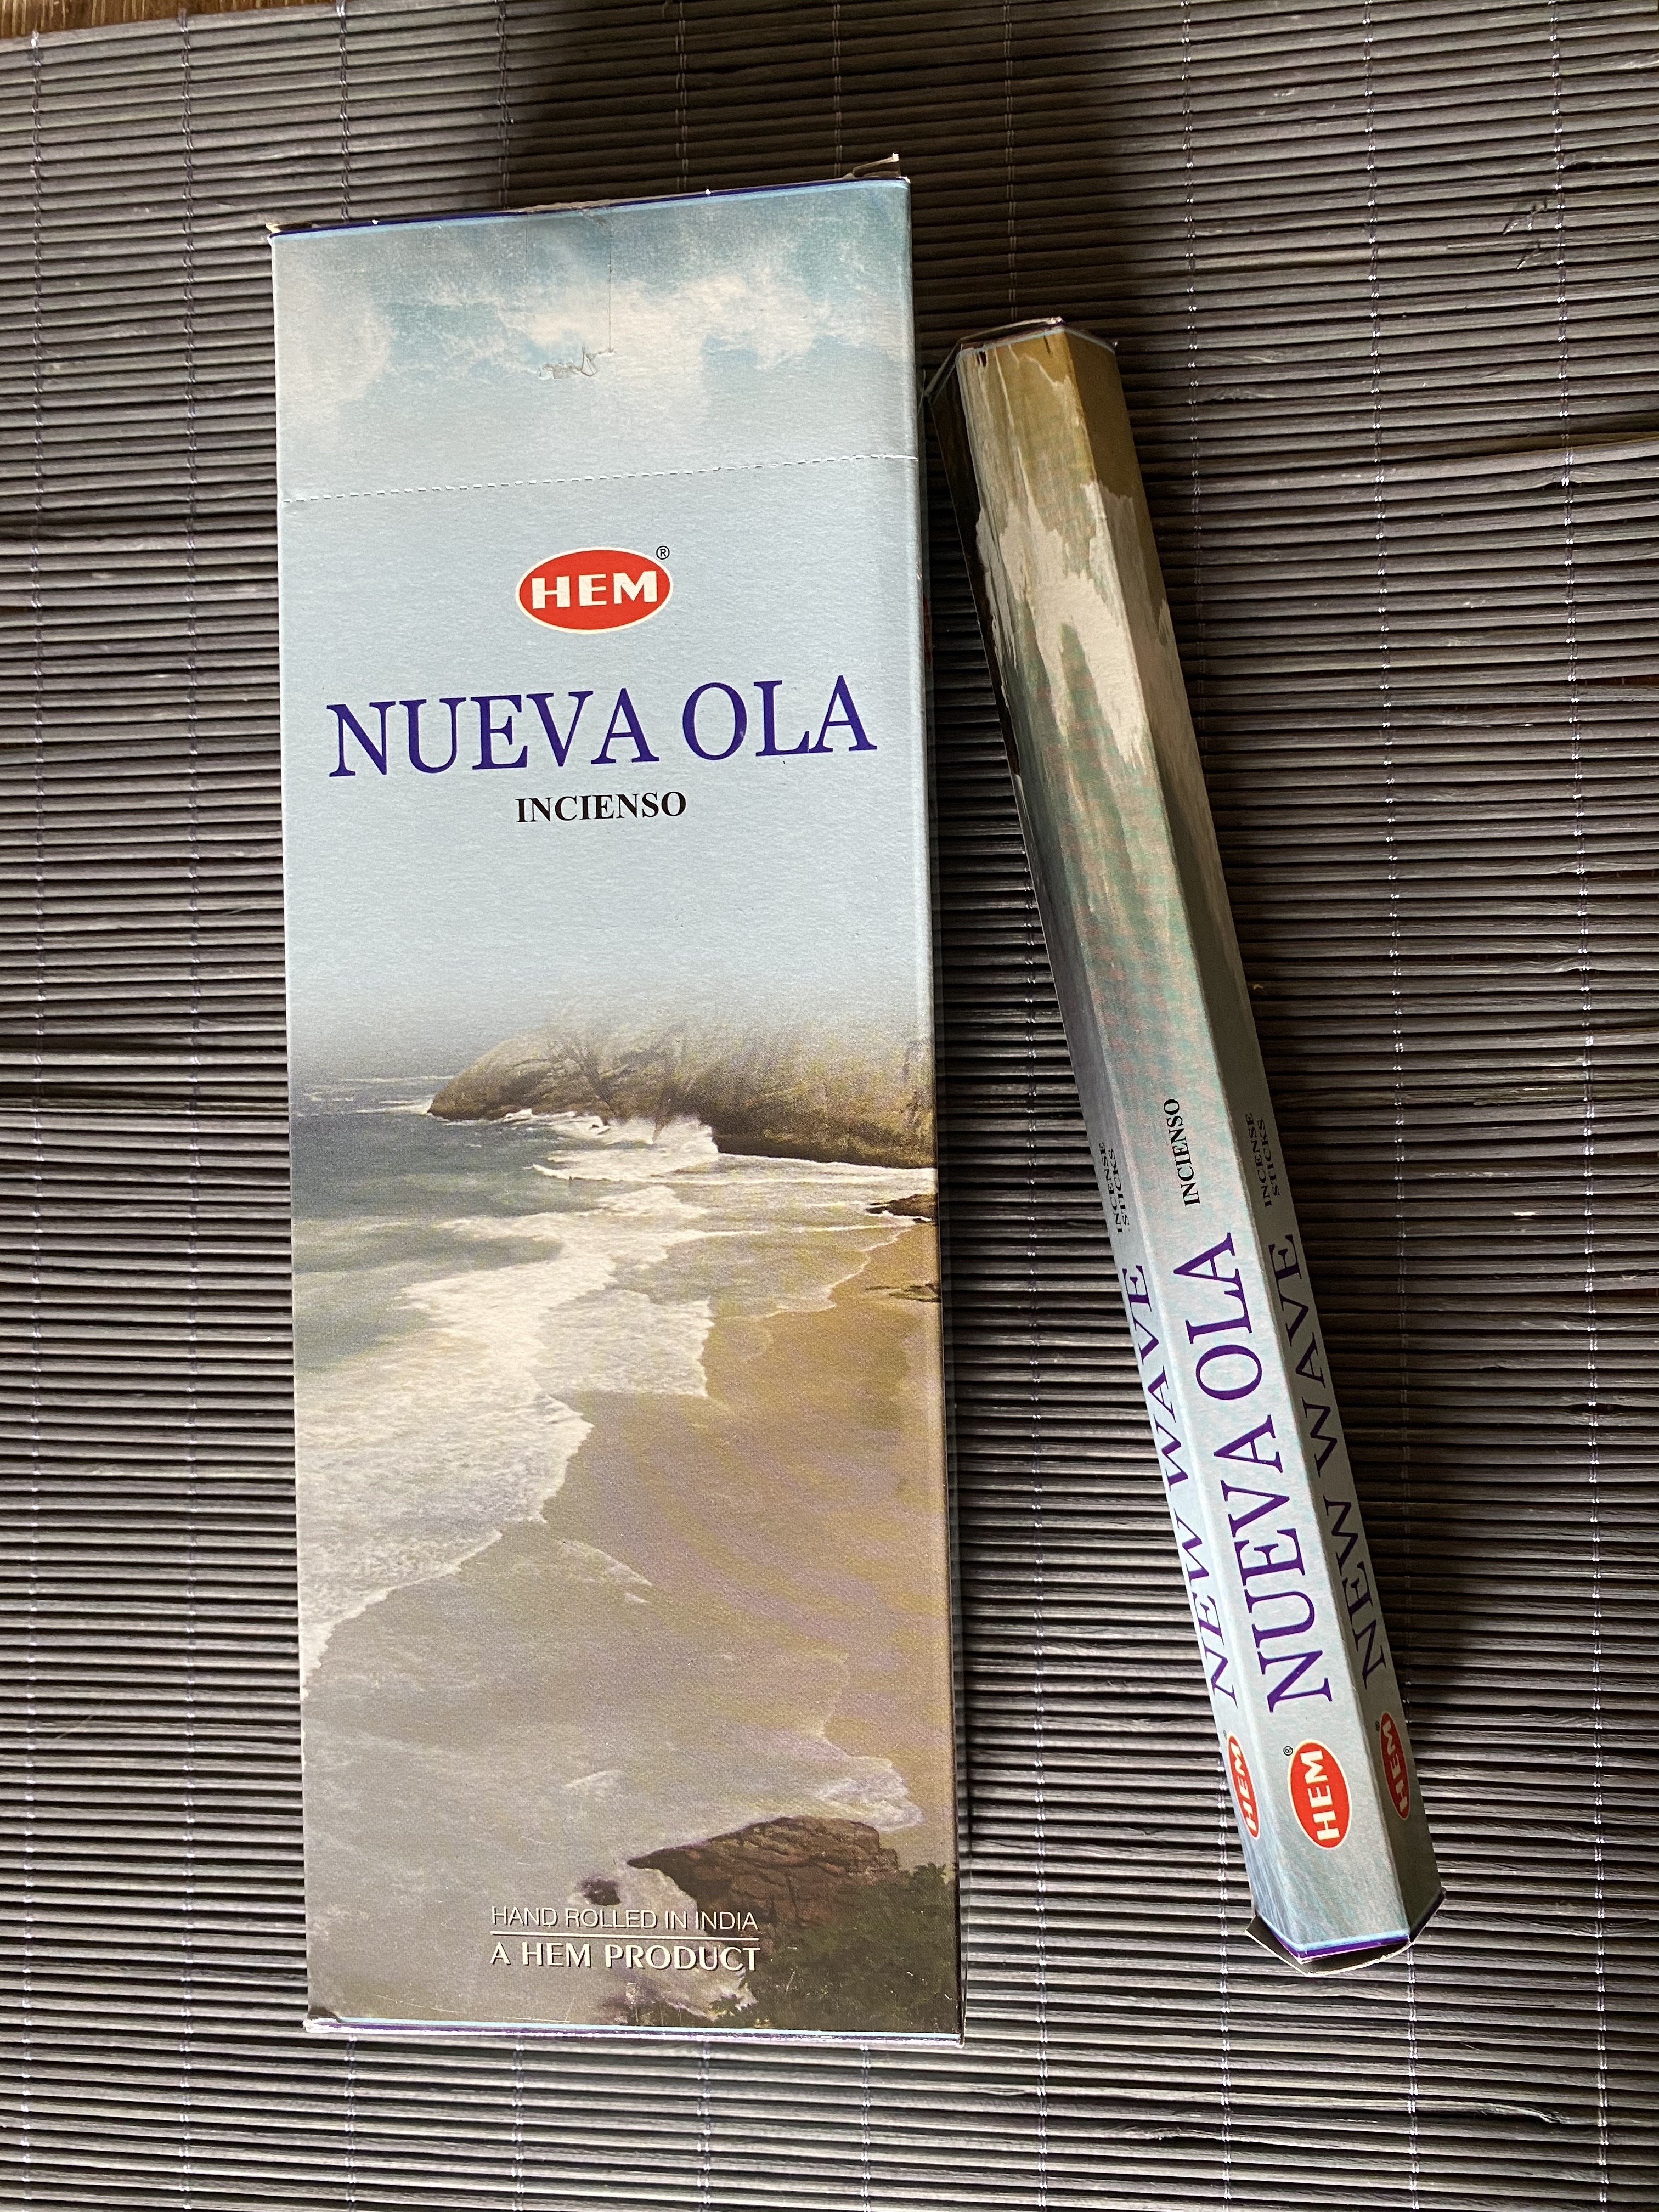 HEM®
NUEVA OLA
INCIENSO
HAND ROLLED IN INDIA
A HEM PRODUCT
HEM
NEW WAVE
INCENSE
STICKS
HEM®
NUEVA OLA
INCIENSO
HEM®
NEW WAVE
INCENSE
STICKS